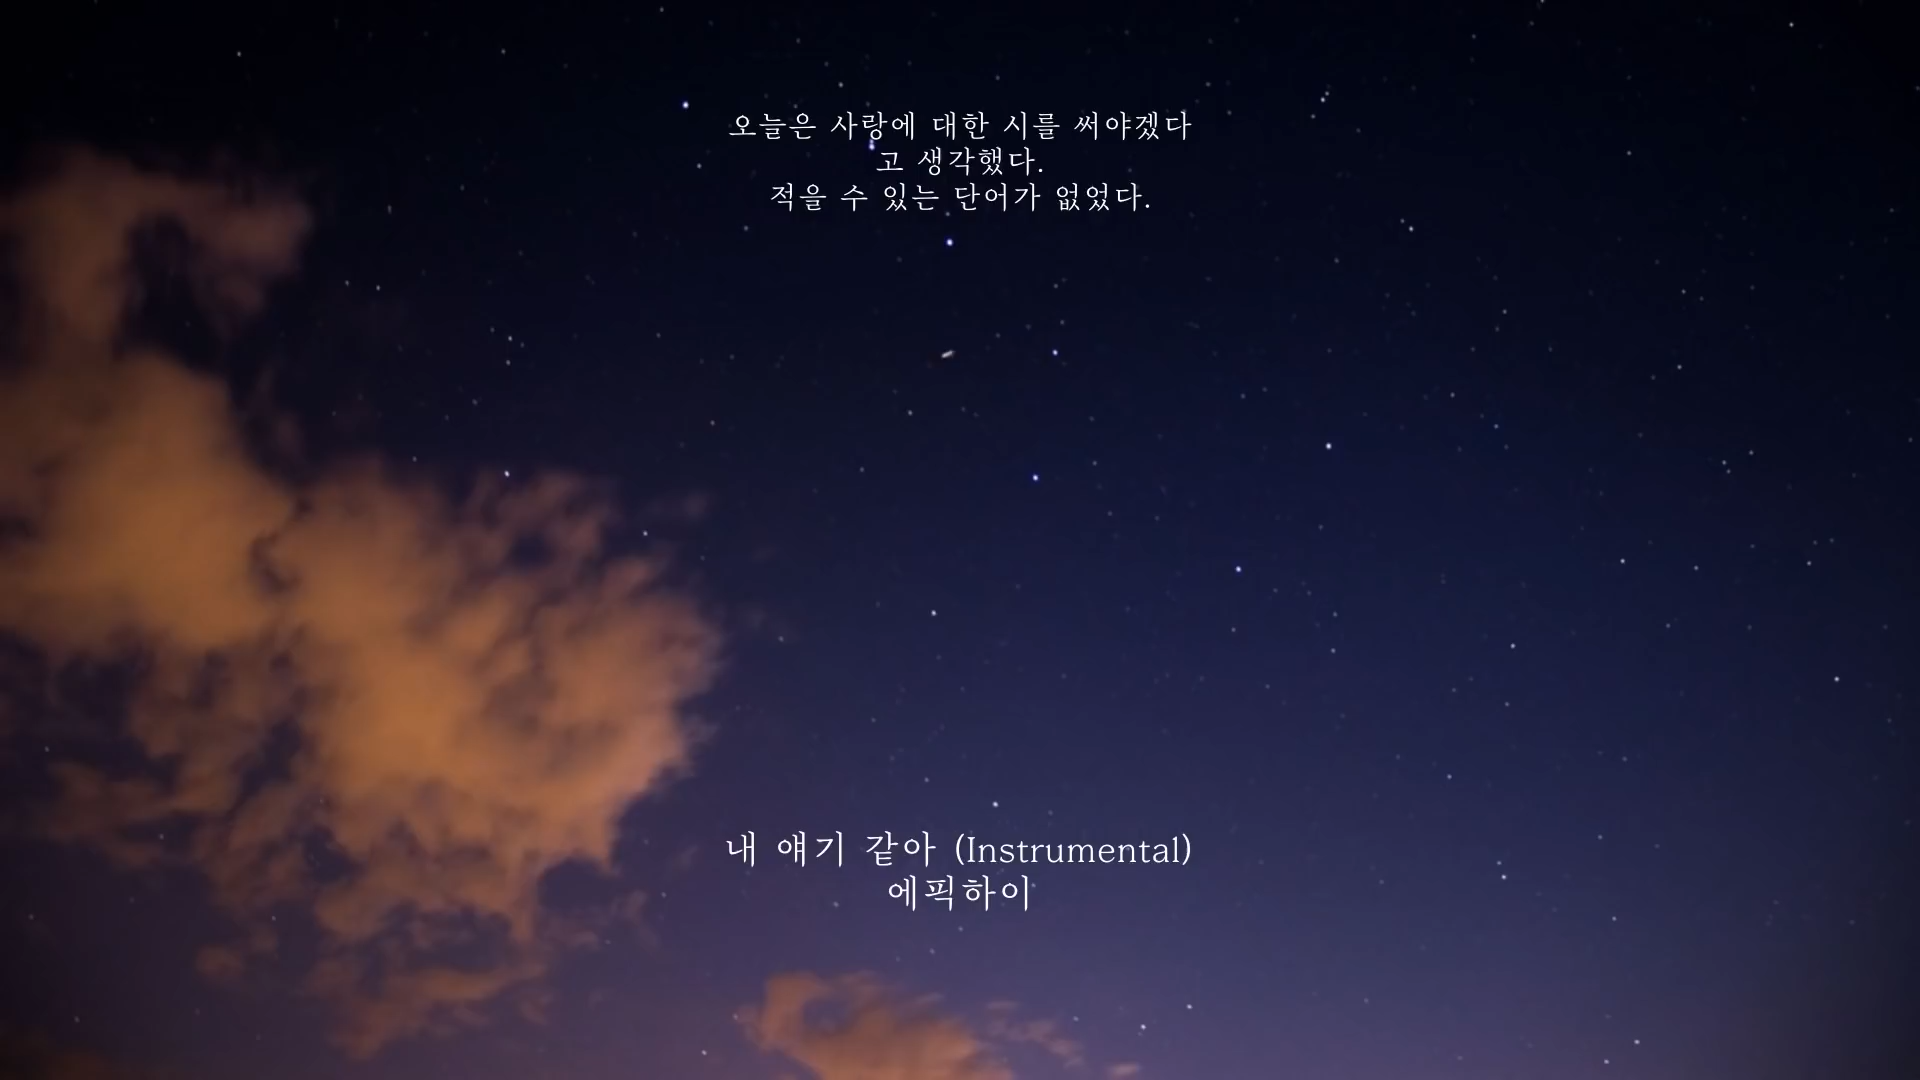 오늘은 사랑에 대한 시를 써야겠다
고 생각했다.
적을 수 있는 단어가 없었다.
내 얘기 같아 (Instrumental)
에픽하이